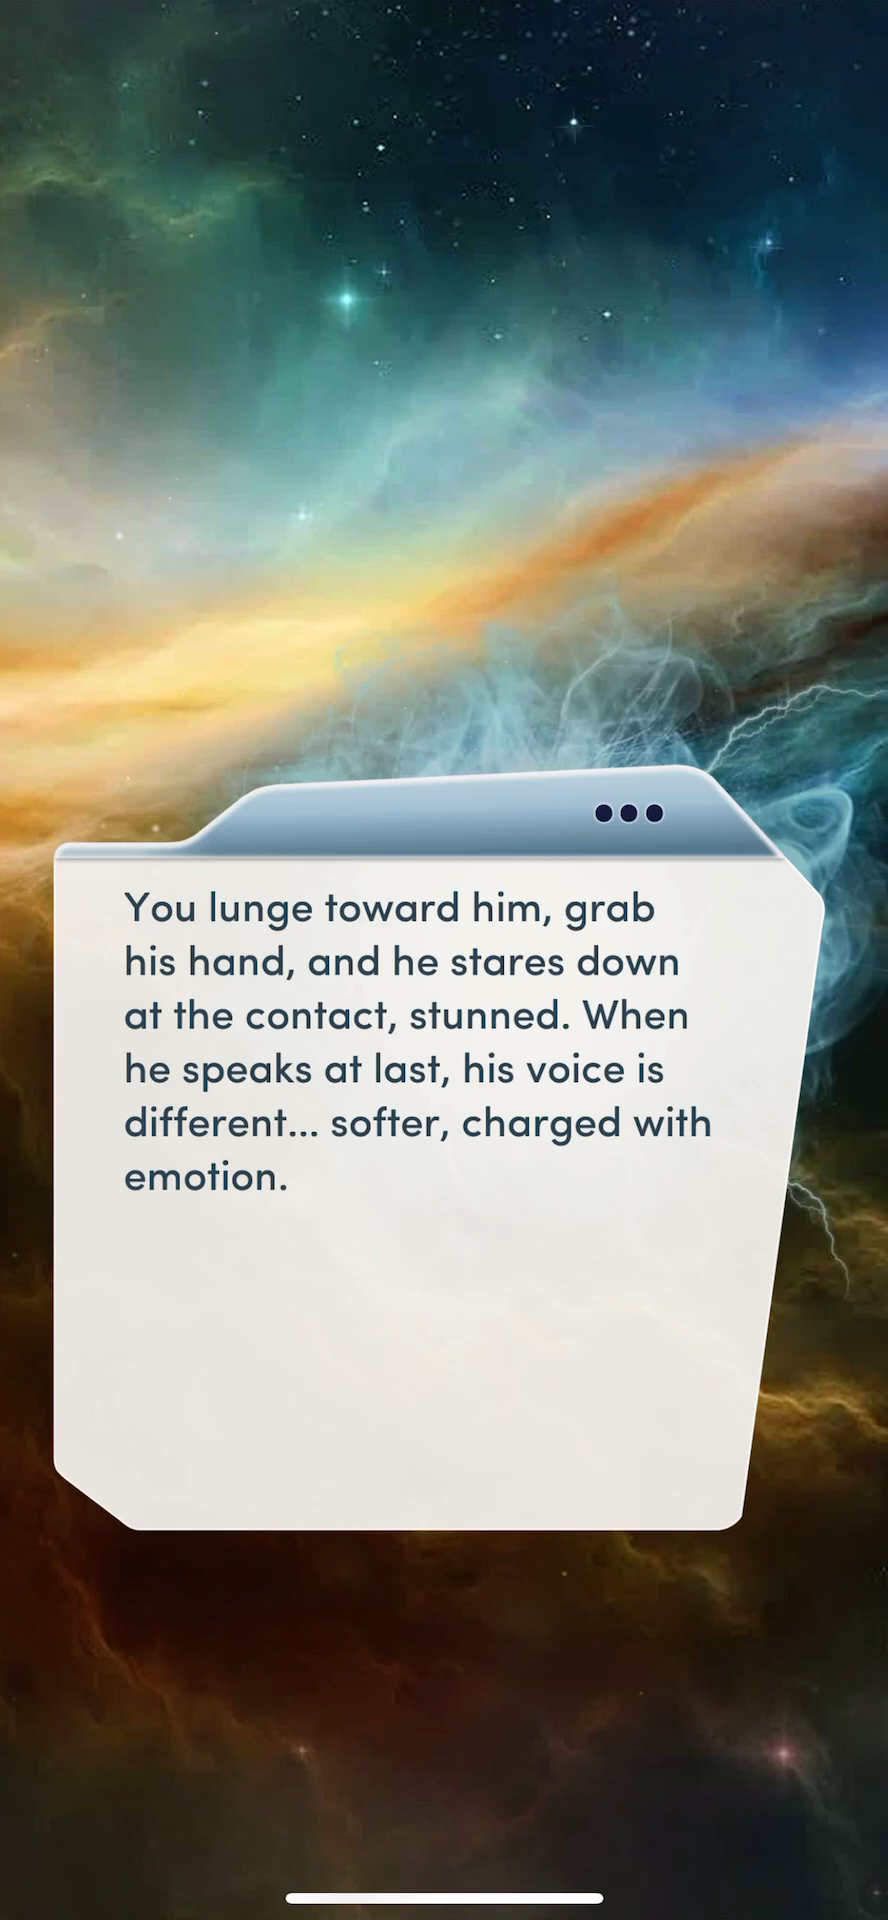 You lunge toward him, grab
his hand, and he stares down
at the contact, stunned. When
he speaks at last, his voice is
different... softer, charged with
emotion.